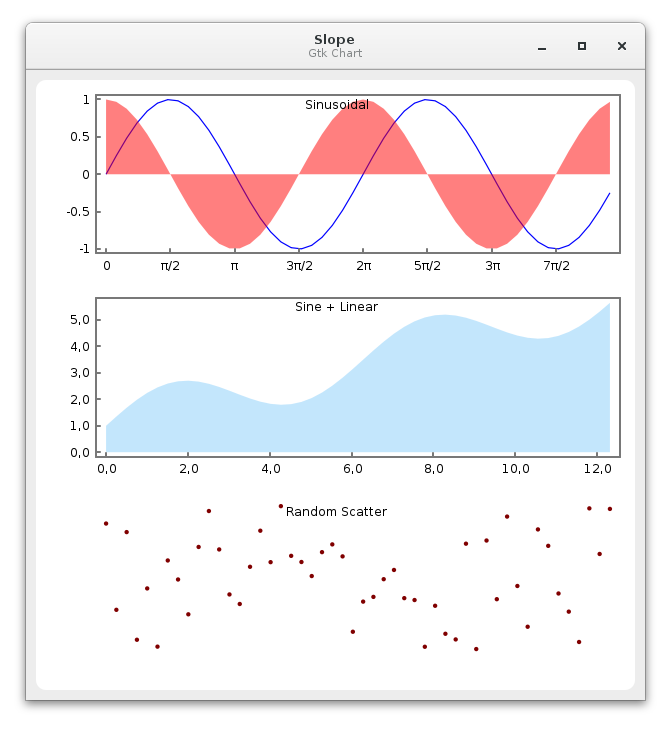 Slope
Gtk Chart
Sinusoidal
1
0.5
0
-0.5
-1
0 π/2 π 3π/2 2π 5π/2 3π 7π/2
Sine + Linear
5,0
4,0
3,0
2,0
1,0
0,0
0,0 2,0 4,0 6,0 8,0 10,0 12,0
Random Scatter